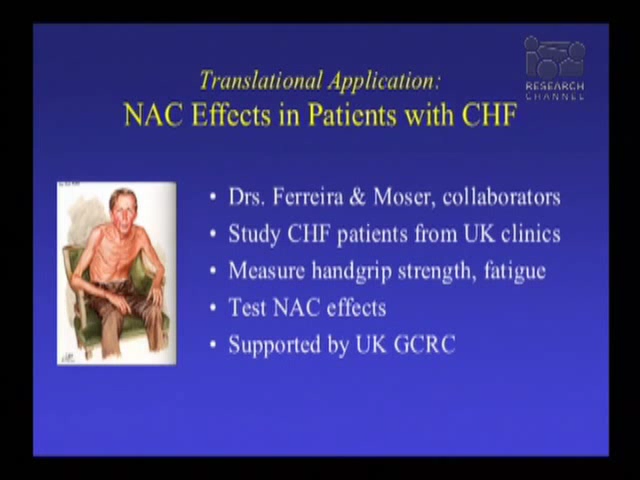 Translational Application:
RESEARCH
CHANNEL
NAC Effects in Patients with CHF
• Drs. Ferreira & Moser, collaborators
• Study CHF patients from UK clinics
• Measure handgrip strength, fatigue
• Test NAC effects
• Supported by UK GCRC